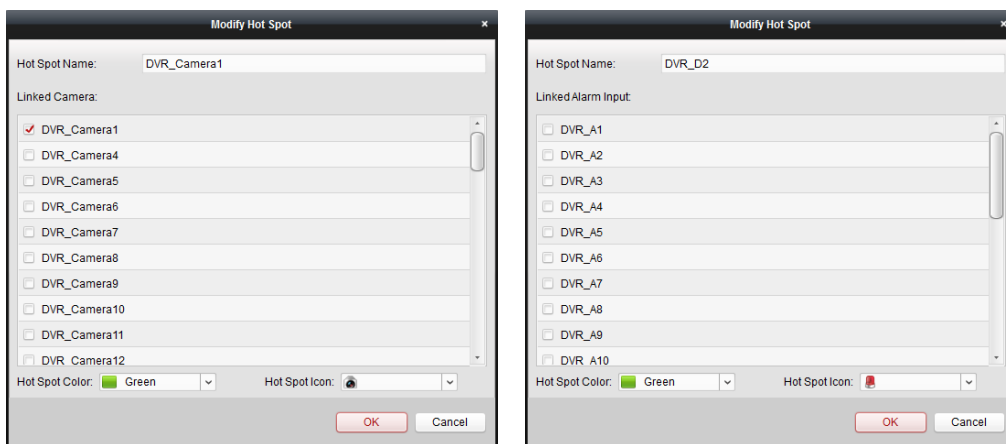 Modify Hot Spot
Hot Spot Name: DVR_Camera1
Linked Camera:
DVR_Camera1
DVR_Camera4
DVR_Camera5
DVR_Camera6
DVR_Camera7
DVR_Camera8
DVR_Camera9
DVR_Camera10
DVR_Camera11
DVR_Camera12
Hot Spot Color: Green Hot Spot Icon:
OK Cancel
Modify Hot Spot
Hot Spot Name: DVR_D2
Linked Alarm Input:
DVR_A1
DVR_A2
DVR_A3
DVR_A4
DVR_A5
DVR_A6
DVR_A7
DVR_A8
DVR_A9
DVR_A10
Hot Spot Color: Green Hot Spot Icon:
OK Cancel